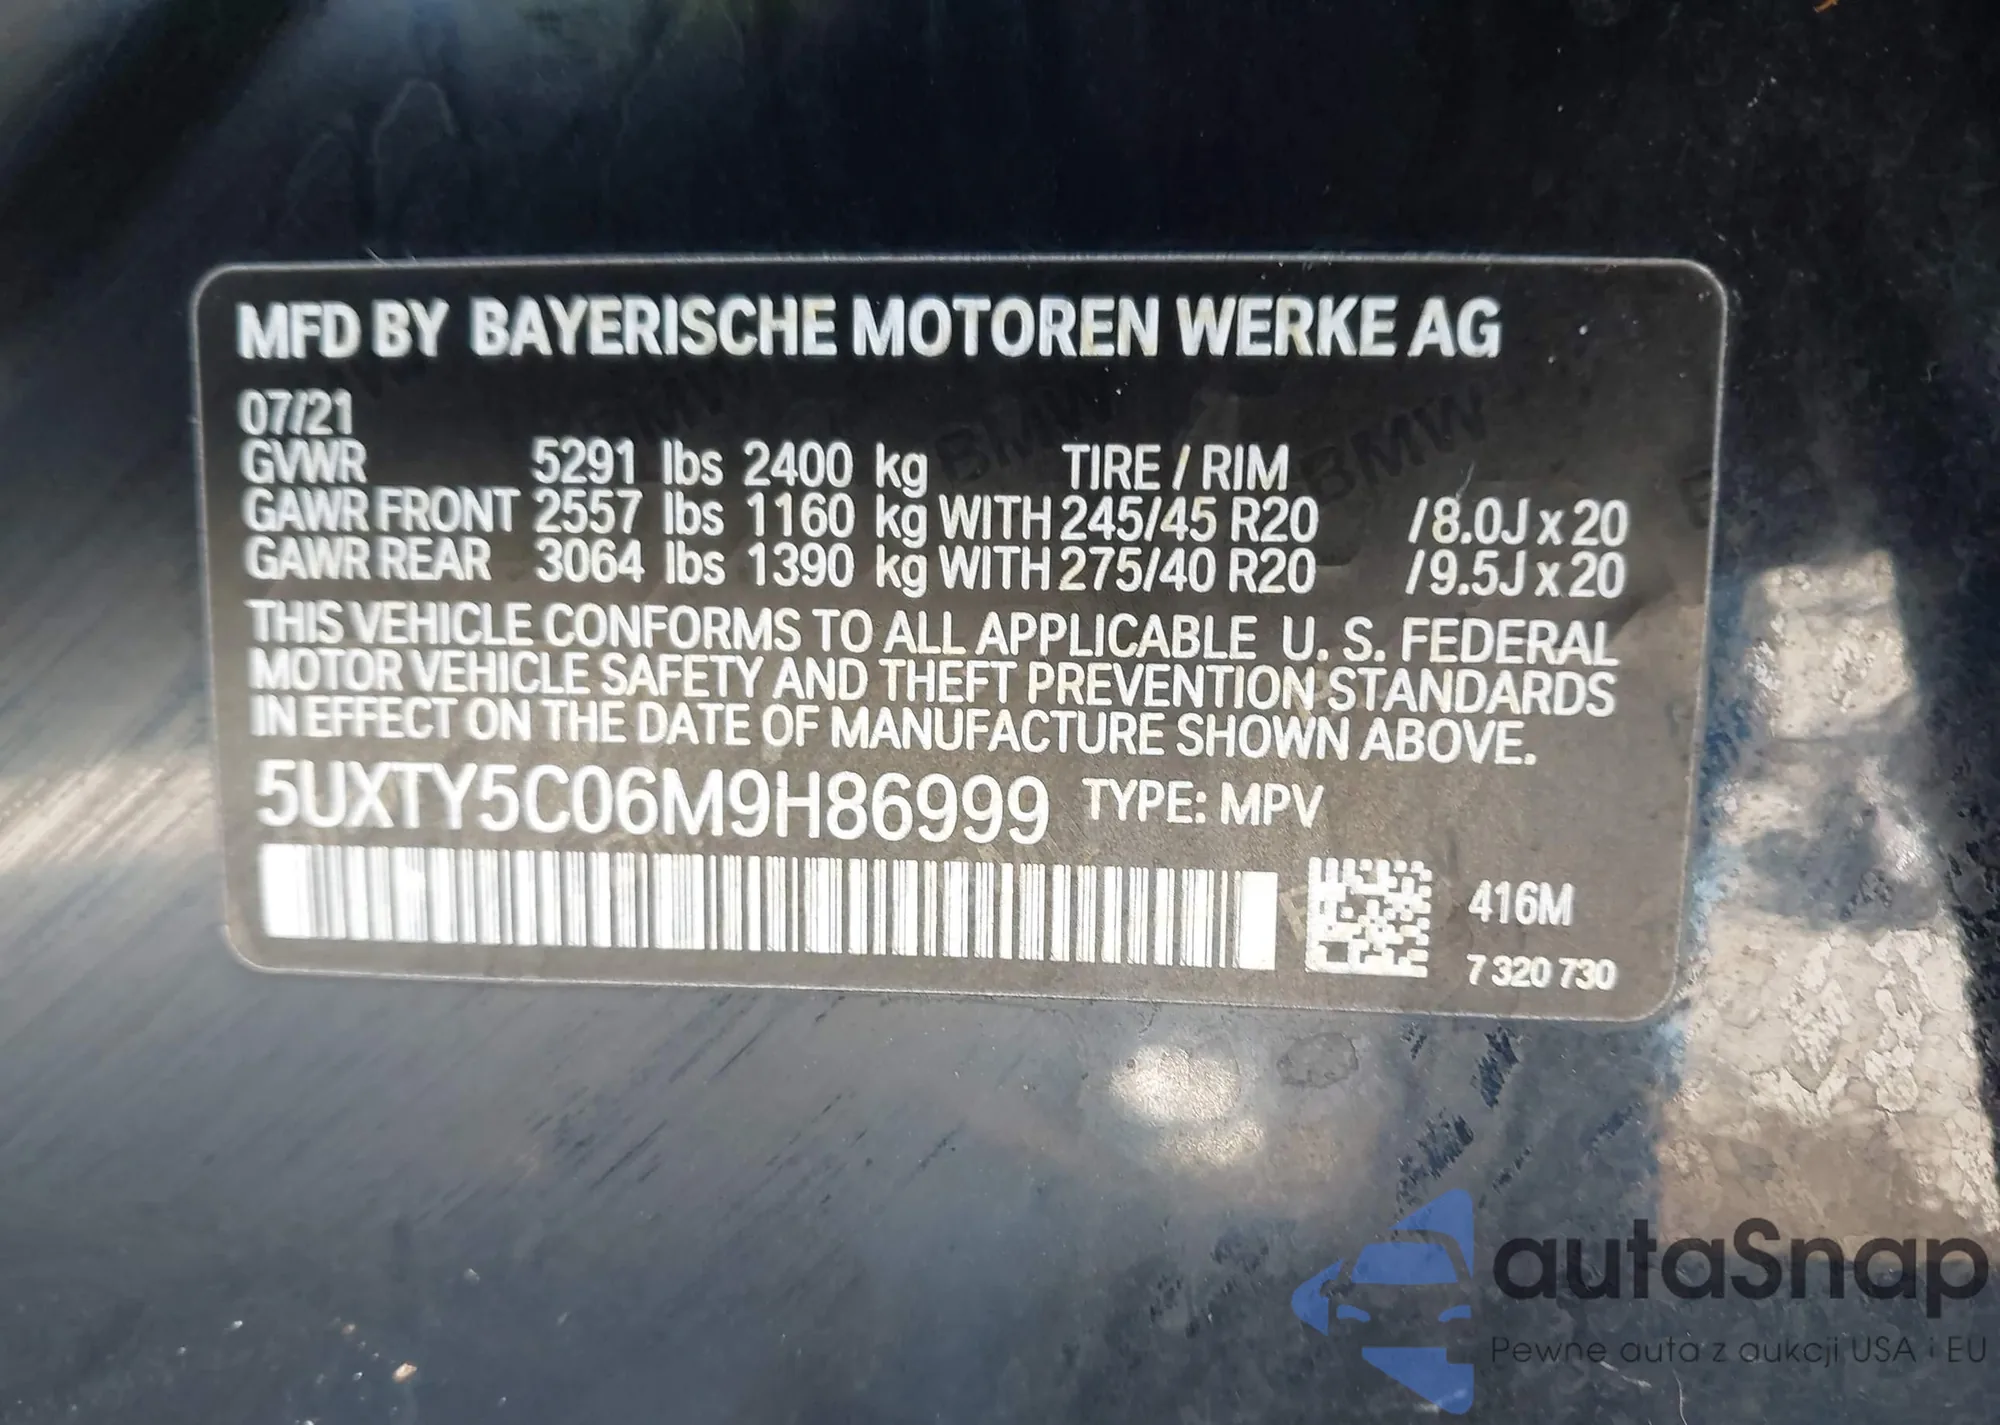 MFD BY BAYERISCHE MOTOREN WERKE AG
07/21
GVWR 5291 lbs 2400 kg TIRE / RIM
GAWR FRONT 2557 lbs 1160 kg WITH 245/45 R20 /8.0J x 20
GAWR REAR 3064 lbs 1390 kg WITH 275/40 R20 /9.5J x 20
THIS VEHICLE CONFORMS TO ALL APPLICABLE U. S. FEDERAL
MOTOR VEHICLE SAFETY AND THEFT PREVENTION STANDARDS
IN EFFECT ON THE DATE OF MANUFACTURE SHOWN ABOVE.
5UXTY5C06M9H86999 TYPE: MPV
416M
7 320 730
autaSnap
Pewne auta z aukcji USA i EU